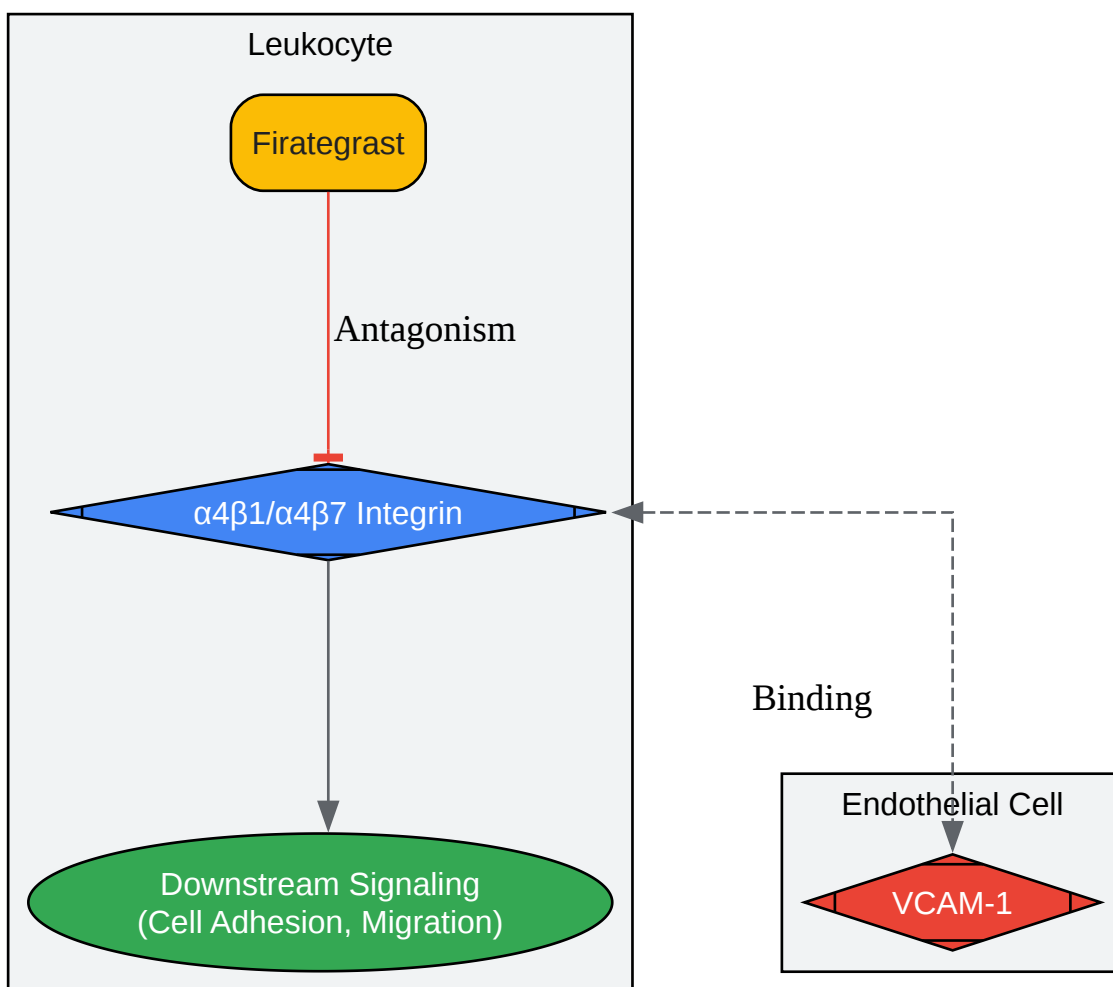 Leukocyte
Firategrast
Antagonism
α4β1/α4β7 Integrin
Binding
Endothelial Cell
Downstream Signaling
(Cell Adhesion, Migration)
VCAM-1